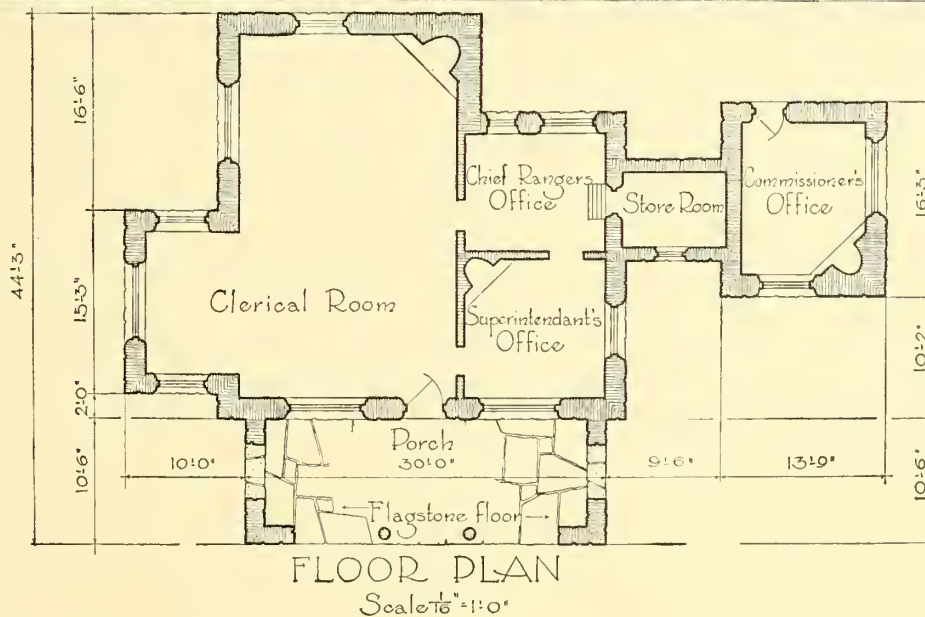 16'-6"
44'-3"
15'-3"
2'-0"
10'-6"
Clerical Room
Chief Rangers
Office
Store Room
Commissioner's
Office
Superintendant's
Office
16'-3"
10'-2"
10'-6"
Porch
10'-0"
30'-0"
9'-6"
13'-9"
Flagstone floor
FLOOR PLAN
Scale 1/16" = 1'-0"